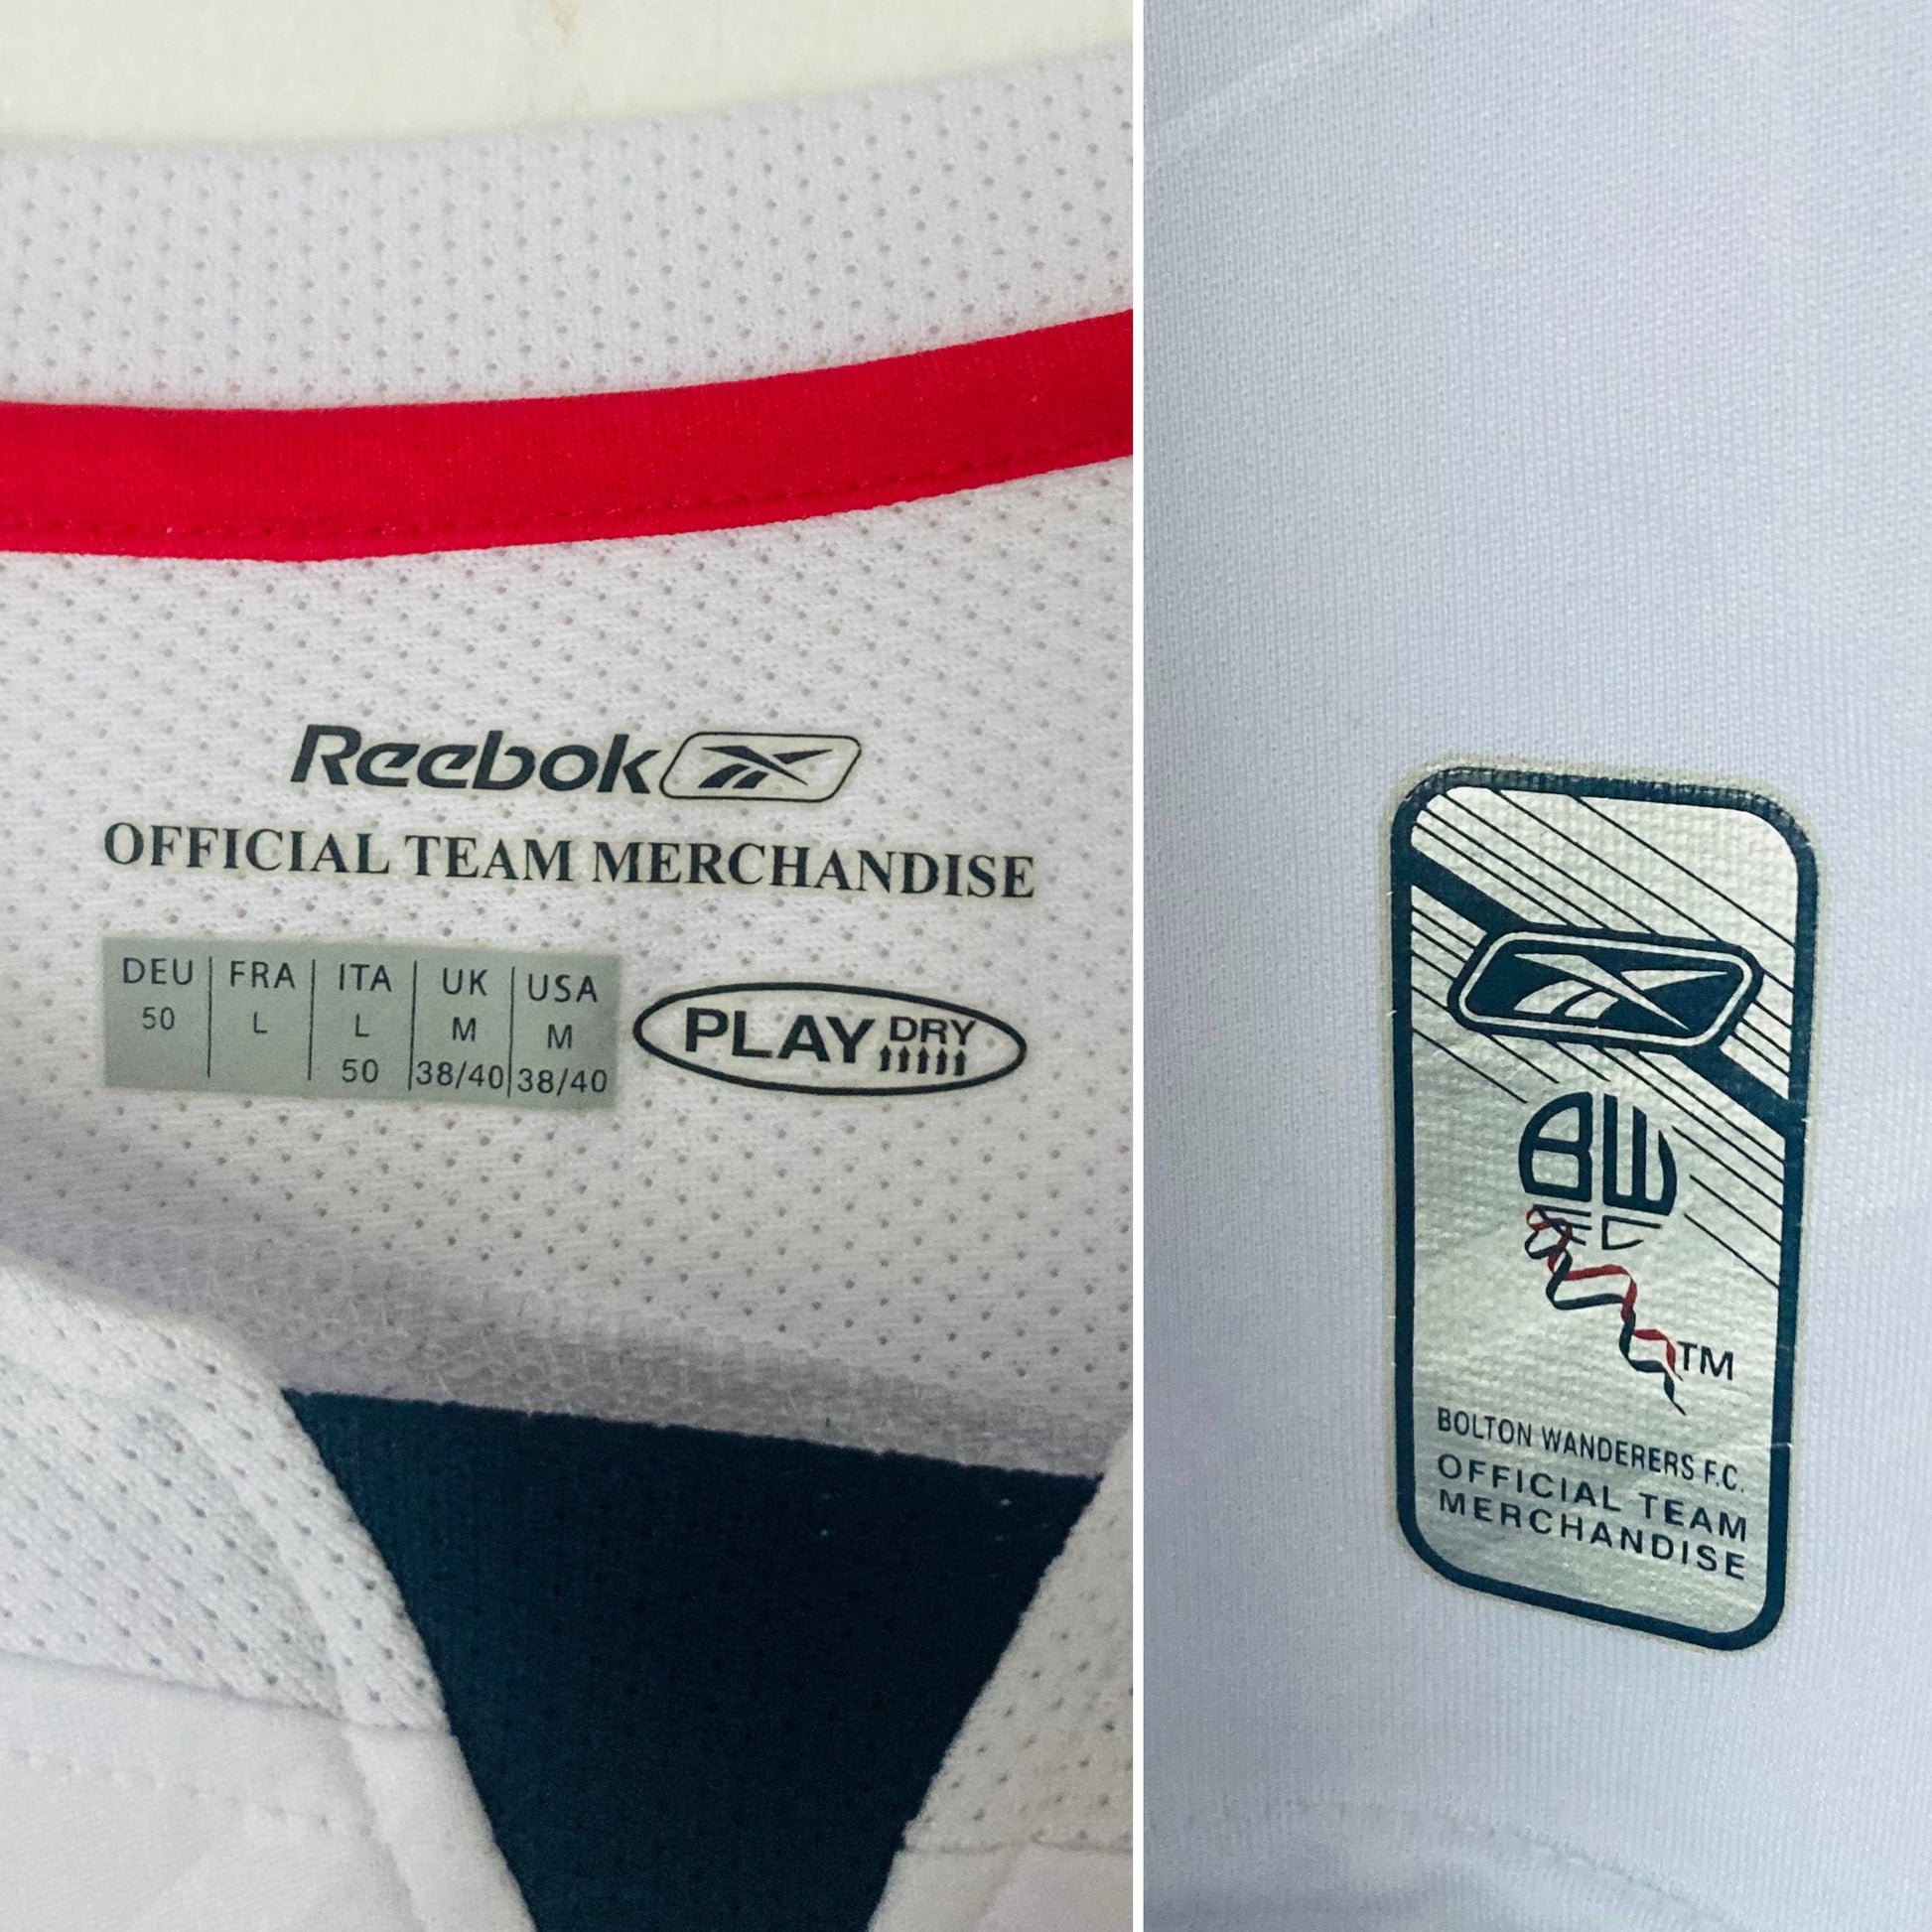 Reebok
OFFICIAL TEAM MERCHANDISE
DEU FRA ITA UK USA
50 L L M M
50 38/40 38/40
PLAY DRY
BW
FC
TM
BOLTON WANDERERS F.C.
OFFICIAL TEAM
MERCHANDISE